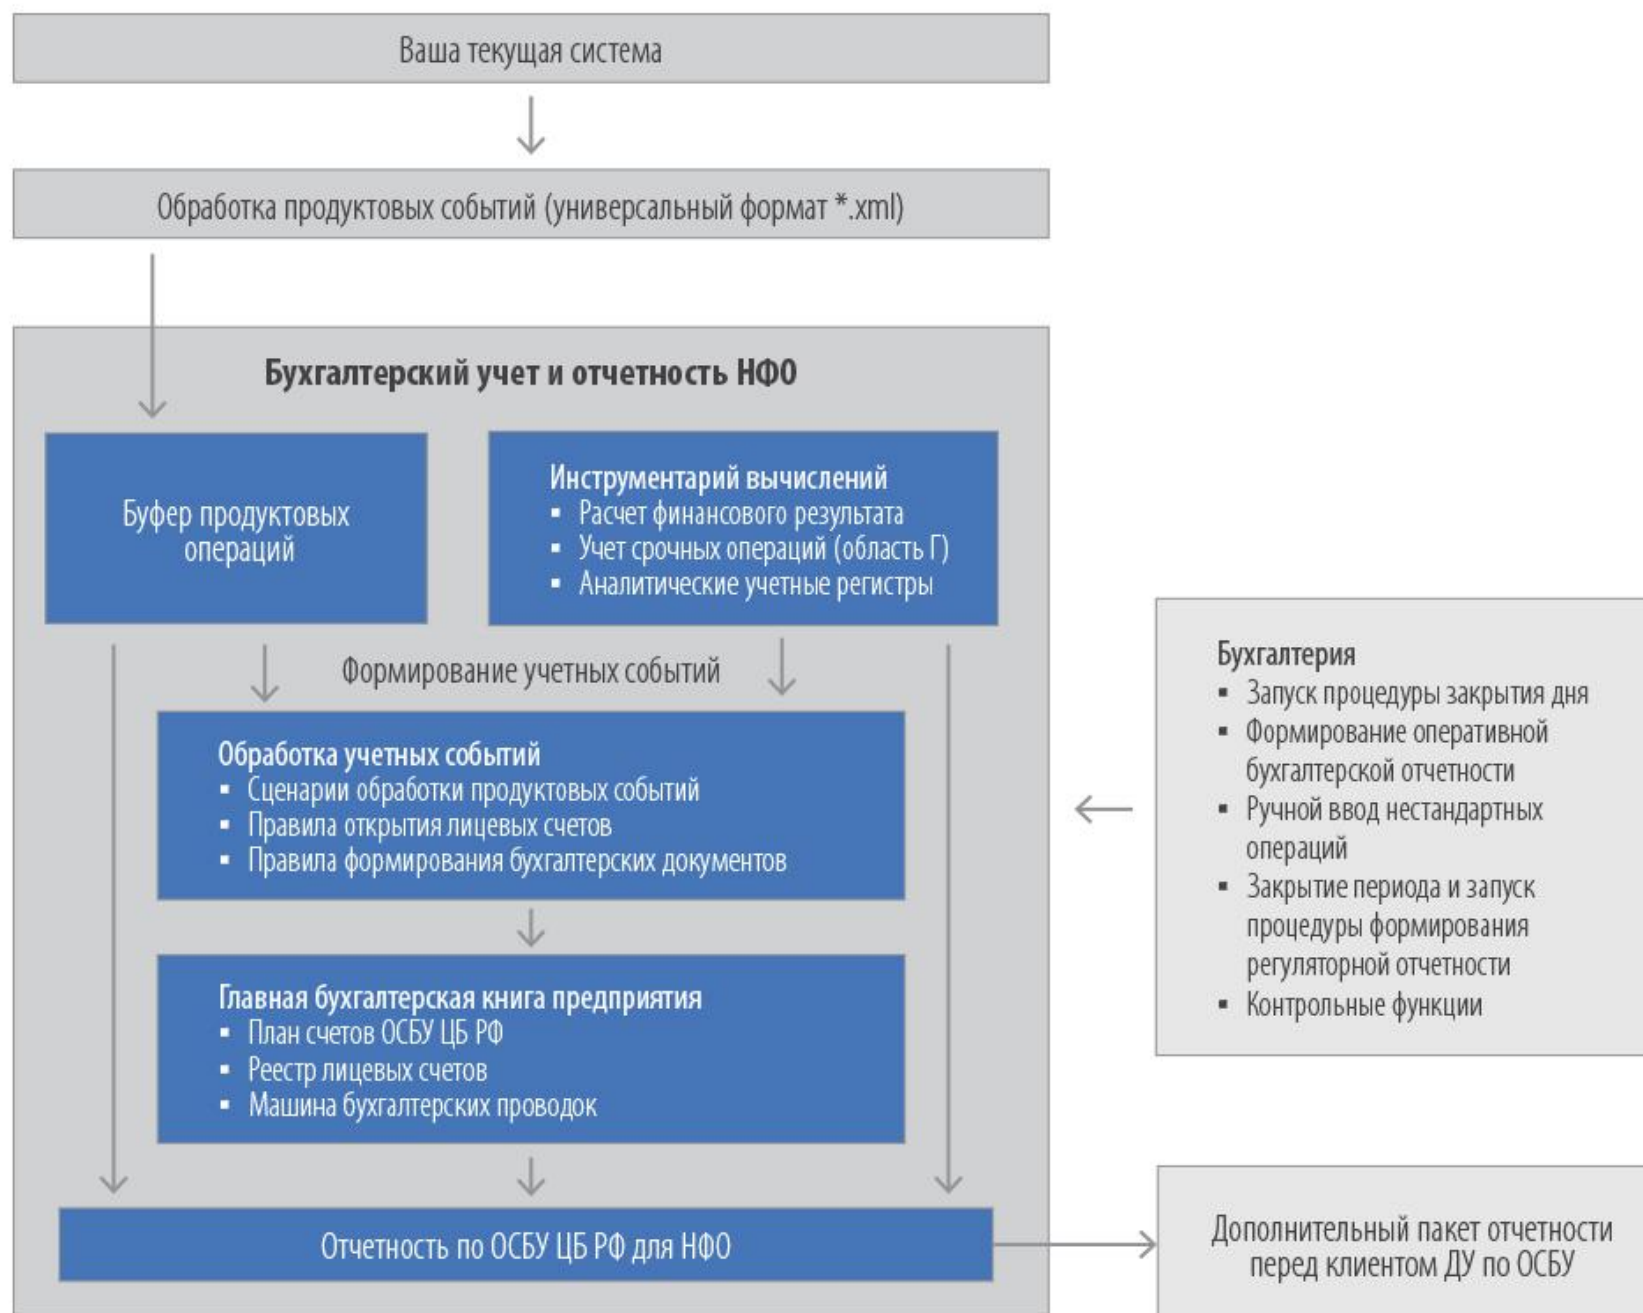 Ваша текущая система
Обработка продуктовых событий (универсальный формат *.xml)
Бухгалтерский учет и отчетность НФО
Буфер продуктовых
операций
Инструментарий вычислений
▪ Расчет финансового результата
▪ Учет срочных операций (область Г)
▪ Аналитические учетные регистры
Формирование учетных событий
Обработка учетных событий
▪ Сценарии обработки продуктовых событий
▪ Правила открытия лицевых счетов
▪ Правила формирования бухгалтерских документов
Главная бухгалтерская книга предприятия
▪ План счетов ОСБУ ЦБ РФ
▪ Реестр лицевых счетов
▪ Машина бухгалтерских проводок
Отчетность по ОСБУ ЦБ РФ для НФО
Бухгалтерия
▪ Запуск процедуры закрытия дня
▪ Формирование оперативной
бухгалтерской отчетности
▪ Ручной ввод нестандартных
операций
▪ Закрытие периода и запуск
процедуры формирования
регуляторной отчетности
▪ Контрольные функции
Дополнительный пакет отчетности
перед клиентом ДУ по ОСБУ